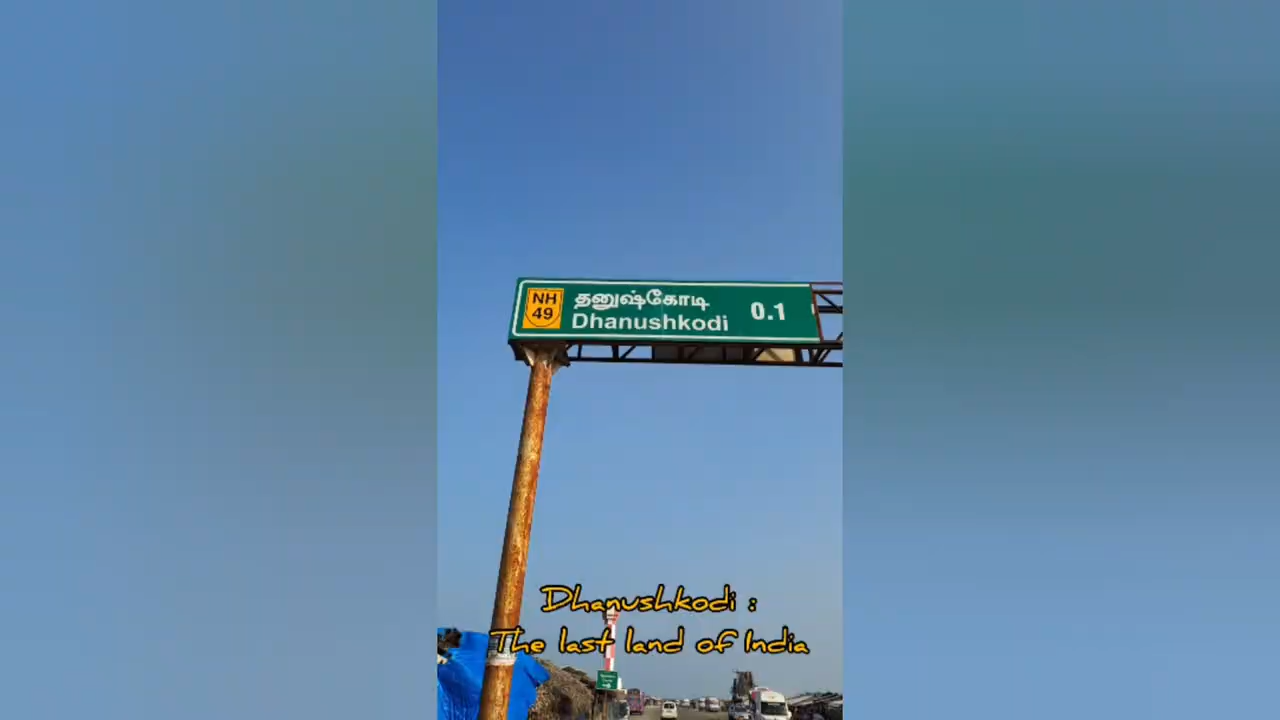 NH
49
தனுஷ்கோடி
Dhanushkodi
0.1
Dhanushkodi :
The last land of India